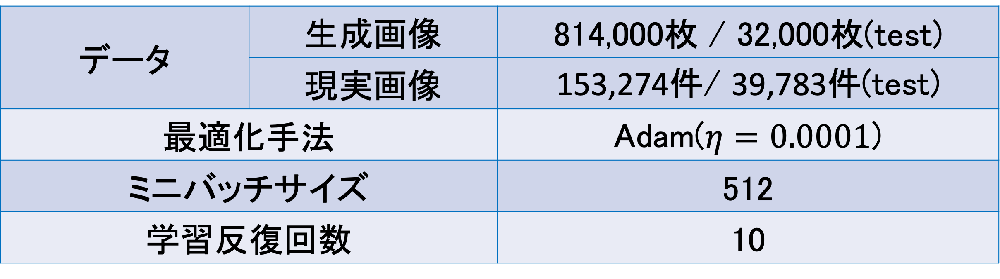 データ
生成画像
814,000枚 / 32,000枚(test)
現実画像
153,274件/ 39,783件(test)
最適化手法
Adam(η = 0.0001)
ミニバッチサイズ
512
学習反復回数
10